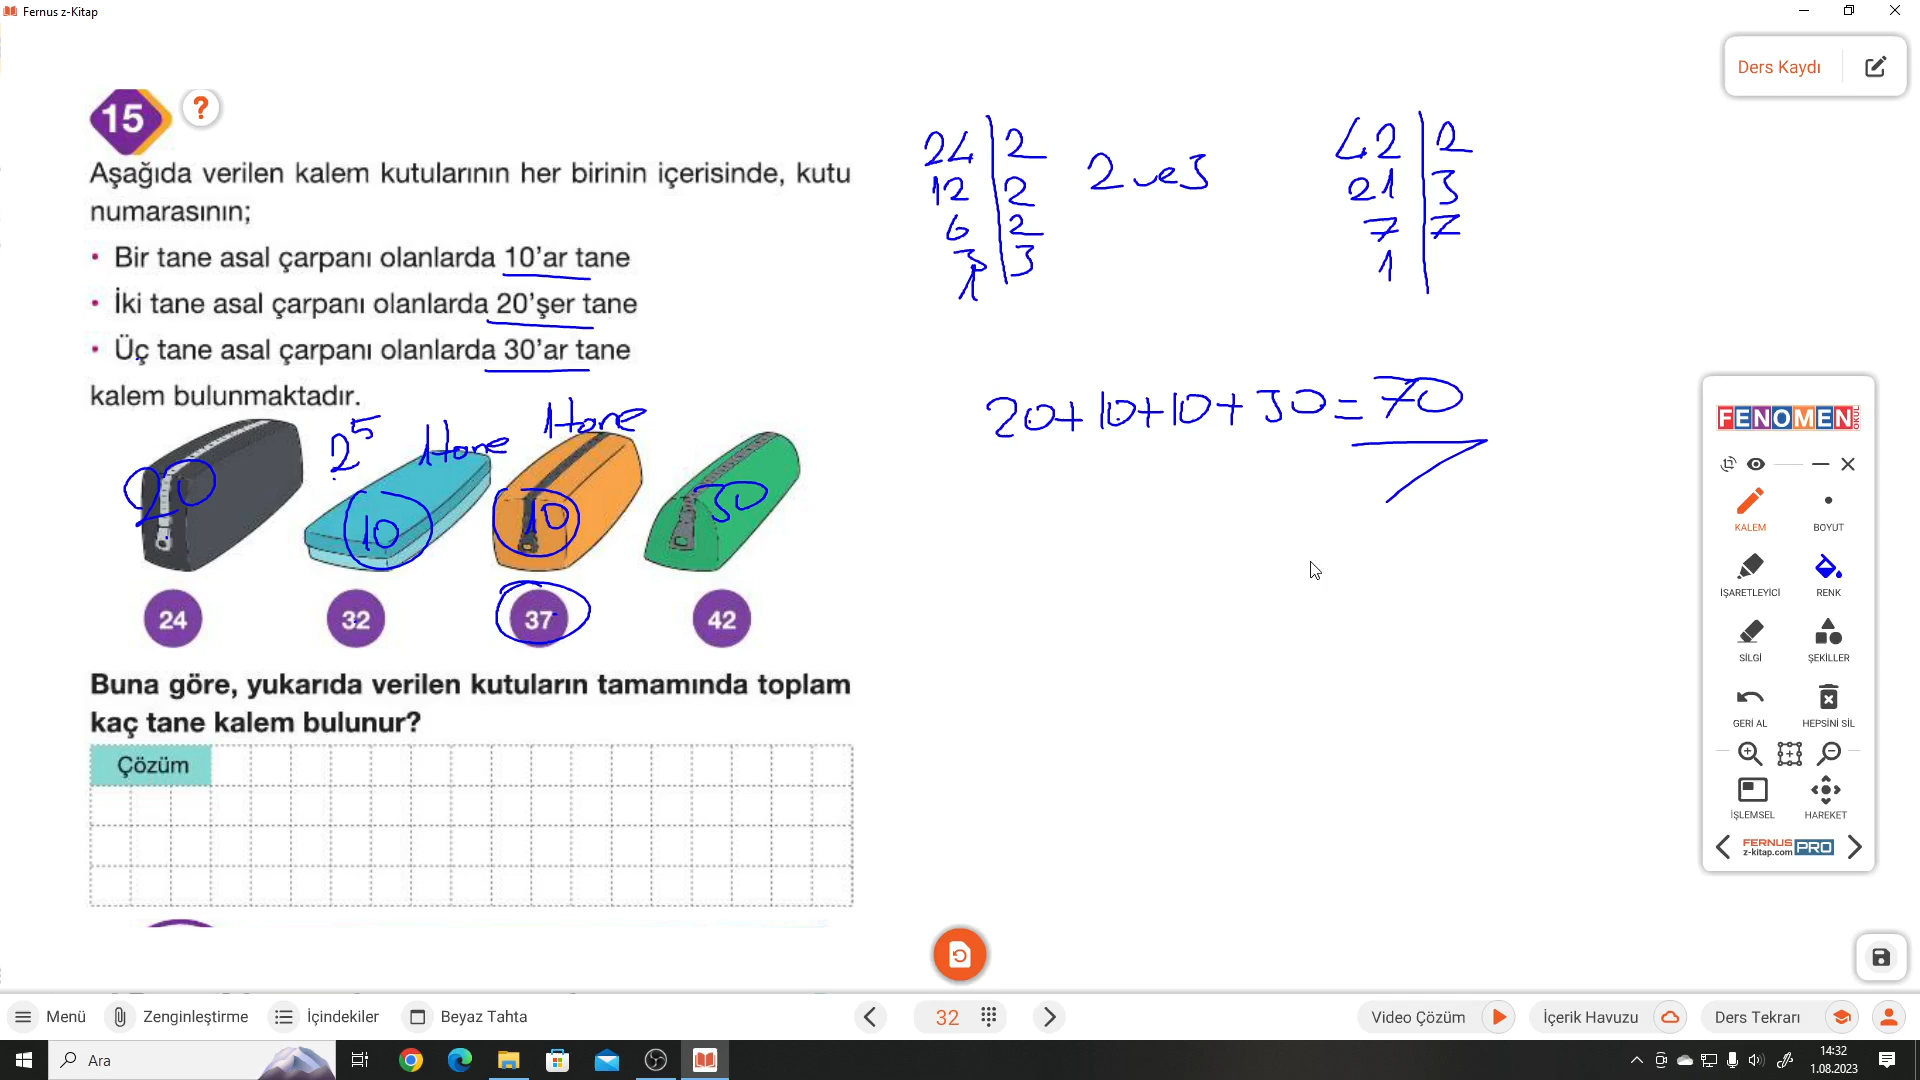 Fernus z-Kitap
Ders Kaydı
15
?
Aşağıda verilen kalem kutularının her birinin içerisinde, kutu
numarasının;
• Bir tane asal çarpanı olanlarda 10'ar tane
• İki tane asal çarpanı olanlarda 20'şer tane
• Üç tane asal çarpanı olanlarda 30'ar tane
kalem bulunmaktadır.
2⁵ 1 tane 1 tane
20 10 10 30
24 32 37 42
Buna göre, yukarıda verilen kutuların tamamında toplam
kaç tane kalem bulunur?
Çözüm
24 2
12 2
6 2
3 3
1
2 ve 3
42 2
21 3
7 7
1
20+10+10+30=70
FENOMEN OKUL
KALEM BOYUT
İŞARETLEYİCİ RENK
SİLGİ ŞEKİLLER
GERİ AL HEPSİNİ SİL
İŞLEMSEL HAREKET
FERNUS z-kitap.com PRO
Menü Zenginleştirme İçindekiler Beyaz Tahta 32 Video Çözüm İçerik Havuzu Ders Tekrarı
Ara 14:32
1.08.2023